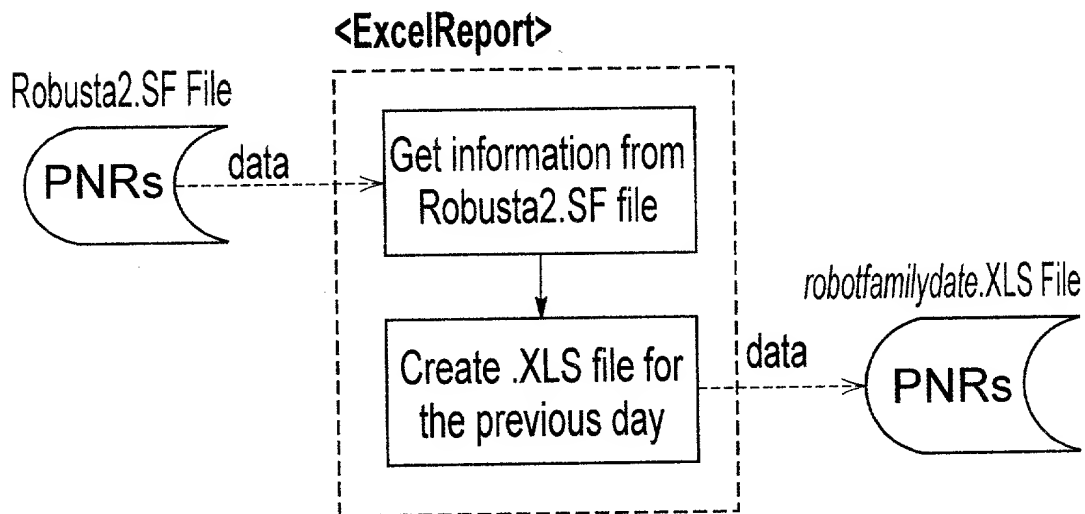 <ExcelReport>
Robusta2.SF File
PNRs
data
Get information from
Robusta2.SF file
robotfamilydate.XLS File
Create .XLS file for
the previous day
data
PNRs